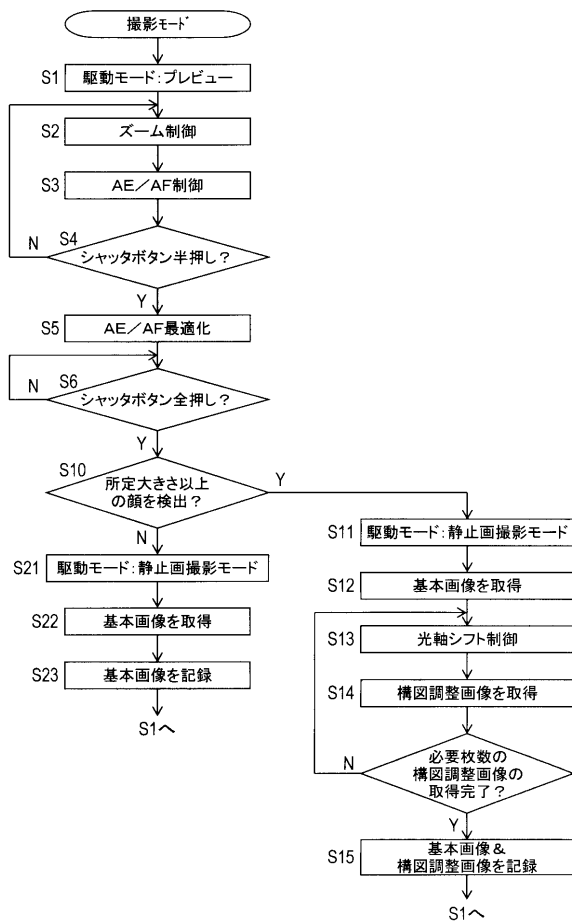 撮影モード
S1
駆動モード:プレビュー
S2
ズーム制御
S3
AE/AF制御
N
S4
シャッタボタン半押し?
Y
S5
AE/AF最適化
N
S6
シャッタボタン全押し?
Y
S10
所定大きさ以上
の顔を検出?
Y
N
S21
駆動モード:静止画撮影モード
S22
基本画像を取得
S23
基本画像を記録
S1へ
S11
駆動モード:静止画撮影モード
S12
基本画像を取得
S13
光軸シフト制御
S14
構図調整画像を取得
N
必要枚数の
構図調整画像の
取得完了?
Y
S15
基本画像&
構図調整画像を記録
S1へ